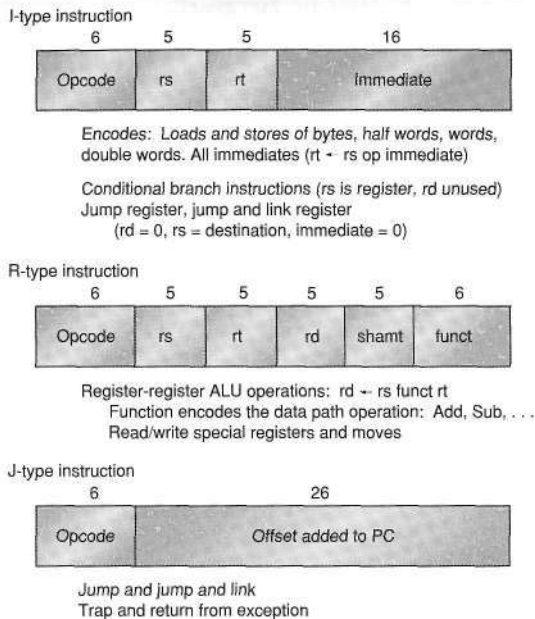 I-type instruction
6 5 5 16
Opcode rs rt Immediate
Encodes: Loads and stores of bytes, half words, words,
double words. All immediates (rt ← rs op immediate)
Conditional branch instructions (rs is register, rd unused)
Jump register, jump and link register
(rd = 0, rs = destination, immediate = 0)
R-type instruction
6 5 5 5 5 6
Opcode rs rt rd shamt funct
Register-register ALU operations: rd ← rs funct rt
Function encodes the data path operation: Add, Sub, . . .
Read/write special registers and moves
J-type instruction
6 26
Opcode Offset added to PC
Jump and jump and link
Trap and return from exception